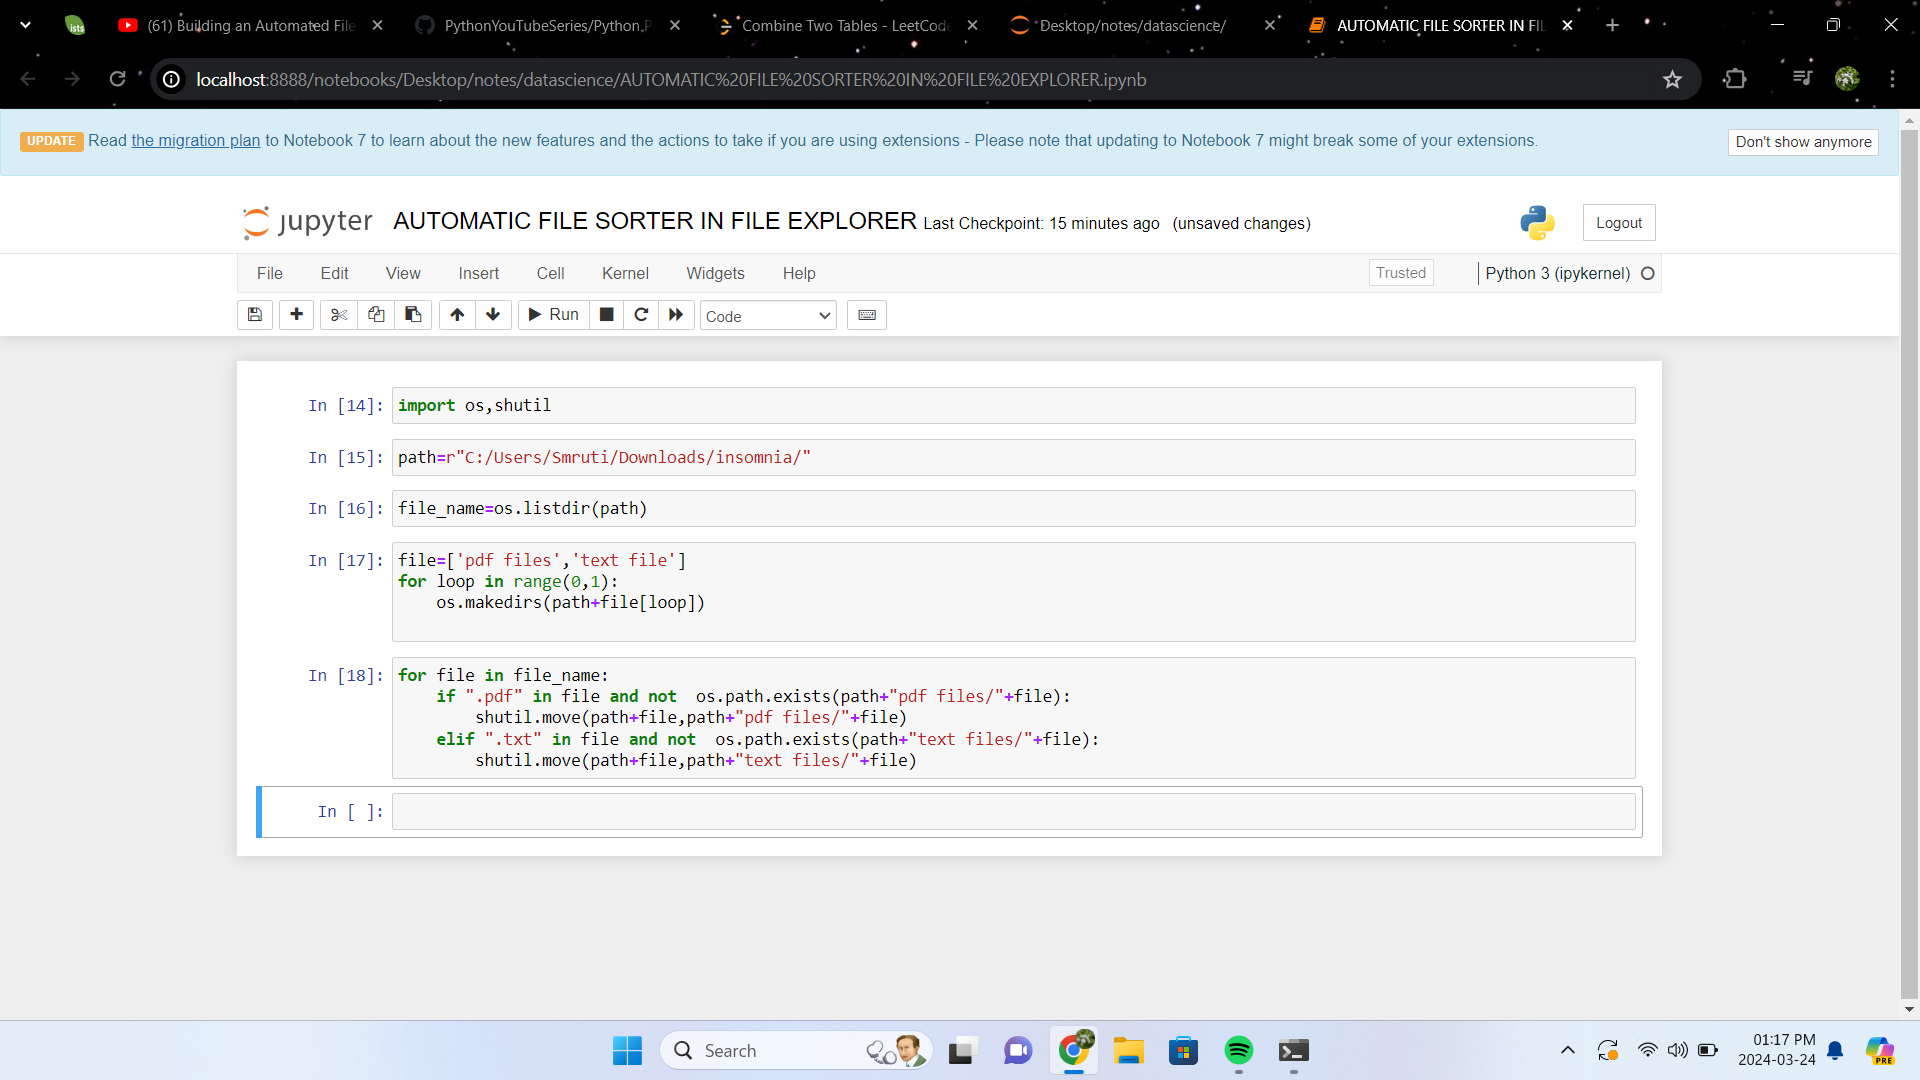 ists
(61) Building an Automated File
PythonYouTubeSeries/Python P
Combine Two Tables - LeetCode
Desktop/notes/datascience/
AUTOMATIC FILE SORTER IN FIL
localhost:8888/notebooks/Desktop/notes/datascience/AUTOMATIC%20FILE%20SORTER%20IN%20FILE%20EXPLORER.ipynb
UPDATE Read the migration plan to Notebook 7 to learn about the new features and the actions to take if you are using extensions - Please note that updating to Notebook 7 might break some of your extensions.
Don't show anymore
jupyter AUTOMATIC FILE SORTER IN FILE EXPLORER Last Checkpoint: 15 minutes ago (unsaved changes)
Logout
File Edit View Insert Cell Kernel Widgets Help
Trusted
Python 3 (ipykernel)
Run
Code
In [14]: import os,shutil
In [15]: path=r"C:/Users/Smruti/Downloads/insomnia/"
In [16]: file_name=os.listdir(path)
In [17]: file=['pdf files','text file']
for loop in range(0,1):
    os.makedirs(path+file[loop])
In [18]: for file in file_name:
    if ".pdf" in file and not  os.path.exists(path+"pdf files/"+file):
        shutil.move(path+file,path+"pdf files/"+file)
    elif ".txt" in file and not  os.path.exists(path+"text files/"+file):
        shutil.move(path+file,path+"text files/"+file)
In [ ]:
Search
01:17 PM
2024-03-24
PRE